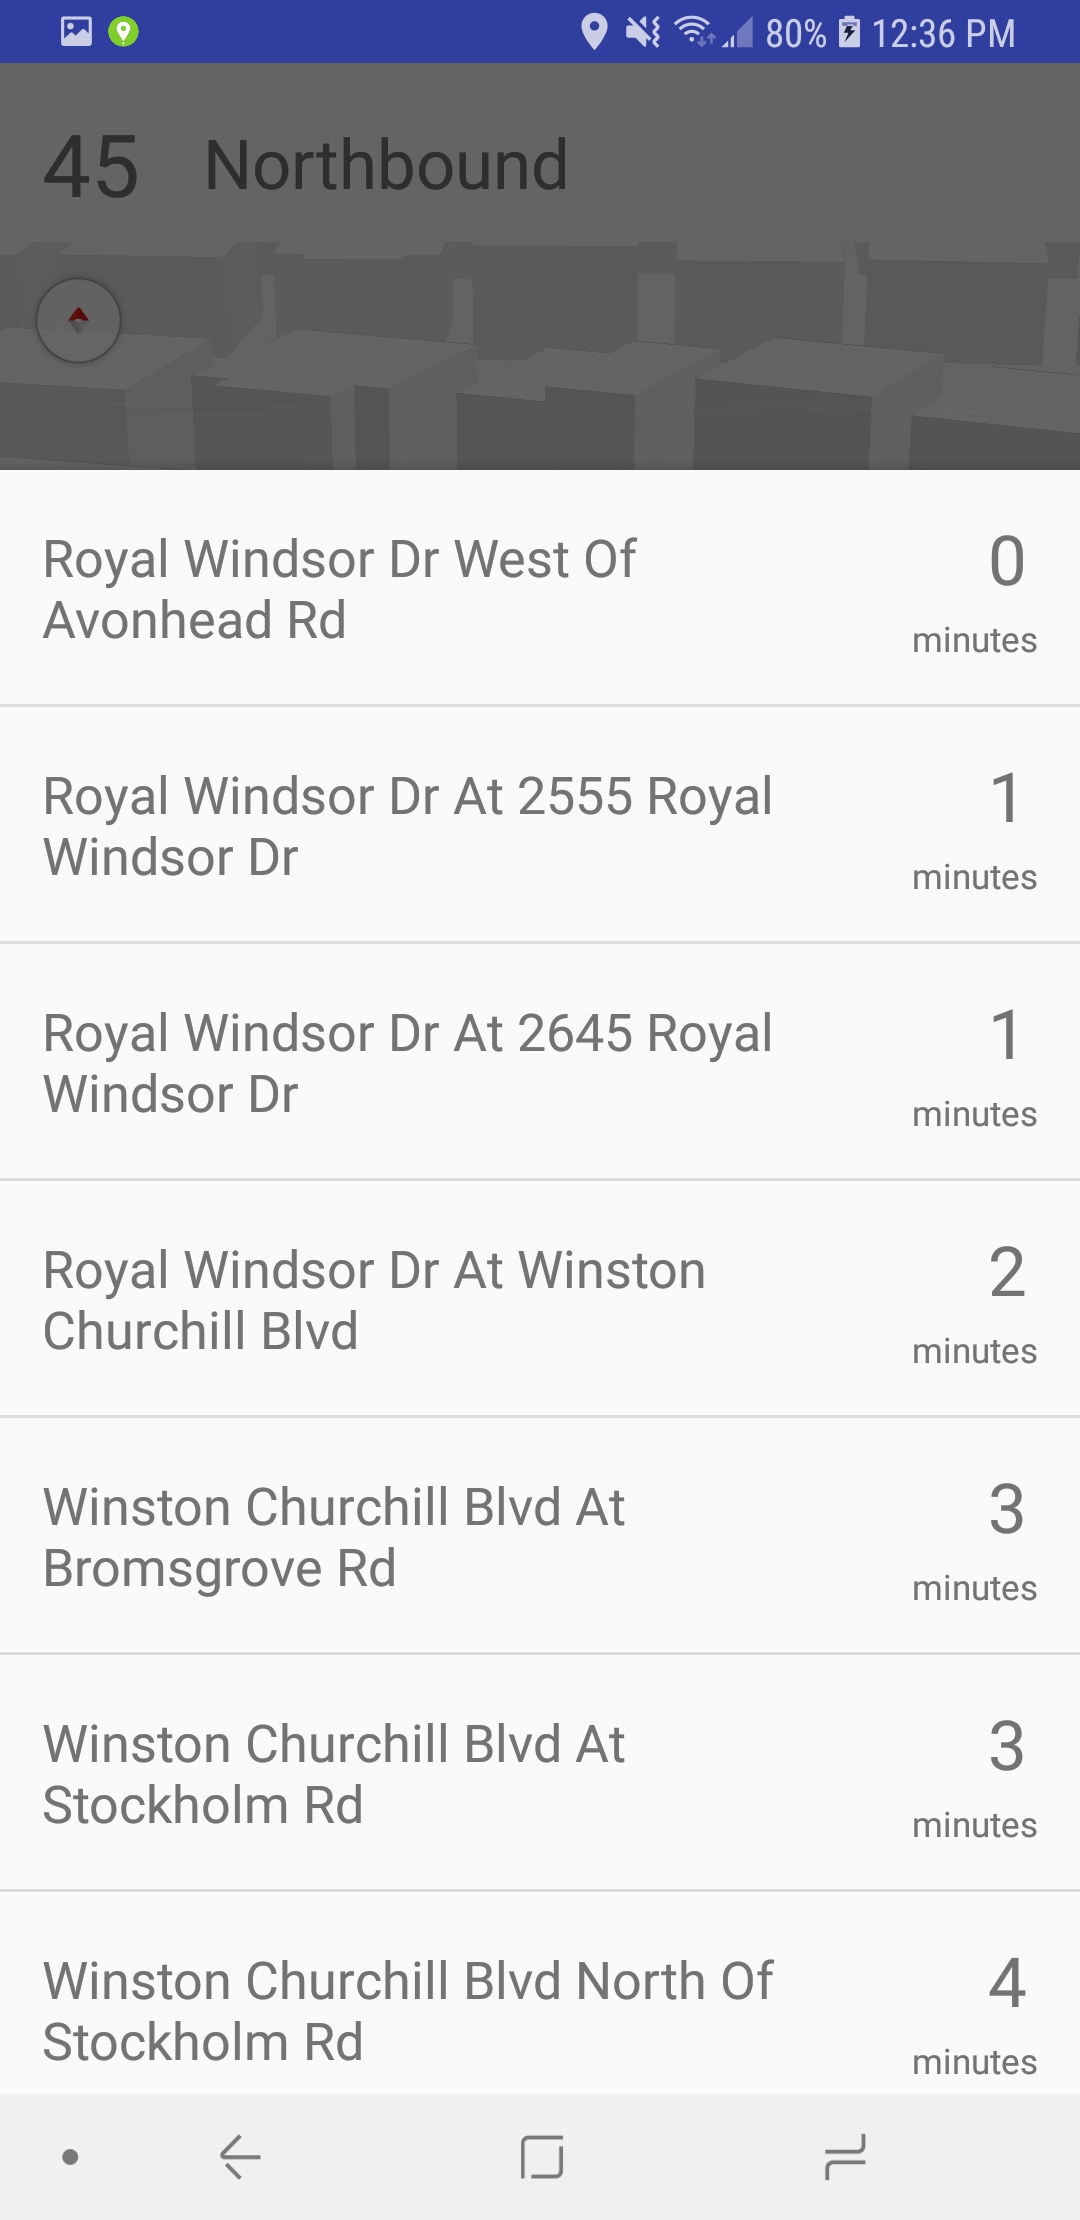 80% 12:36 PM
45 Northbound
Royal Windsor Dr West Of
Avonhead Rd
0
minutes
Royal Windsor Dr At 2555 Royal
Windsor Dr
1
minutes
Royal Windsor Dr At 2645 Royal
Windsor Dr
1
minutes
Royal Windsor Dr At Winston
Churchill Blvd
2
minutes
Winston Churchill Blvd At
Bromsgrove Rd
3
minutes
Winston Churchill Blvd At
Stockholm Rd
3
minutes
Winston Churchill Blvd North Of
Stockholm Rd
4
minutes